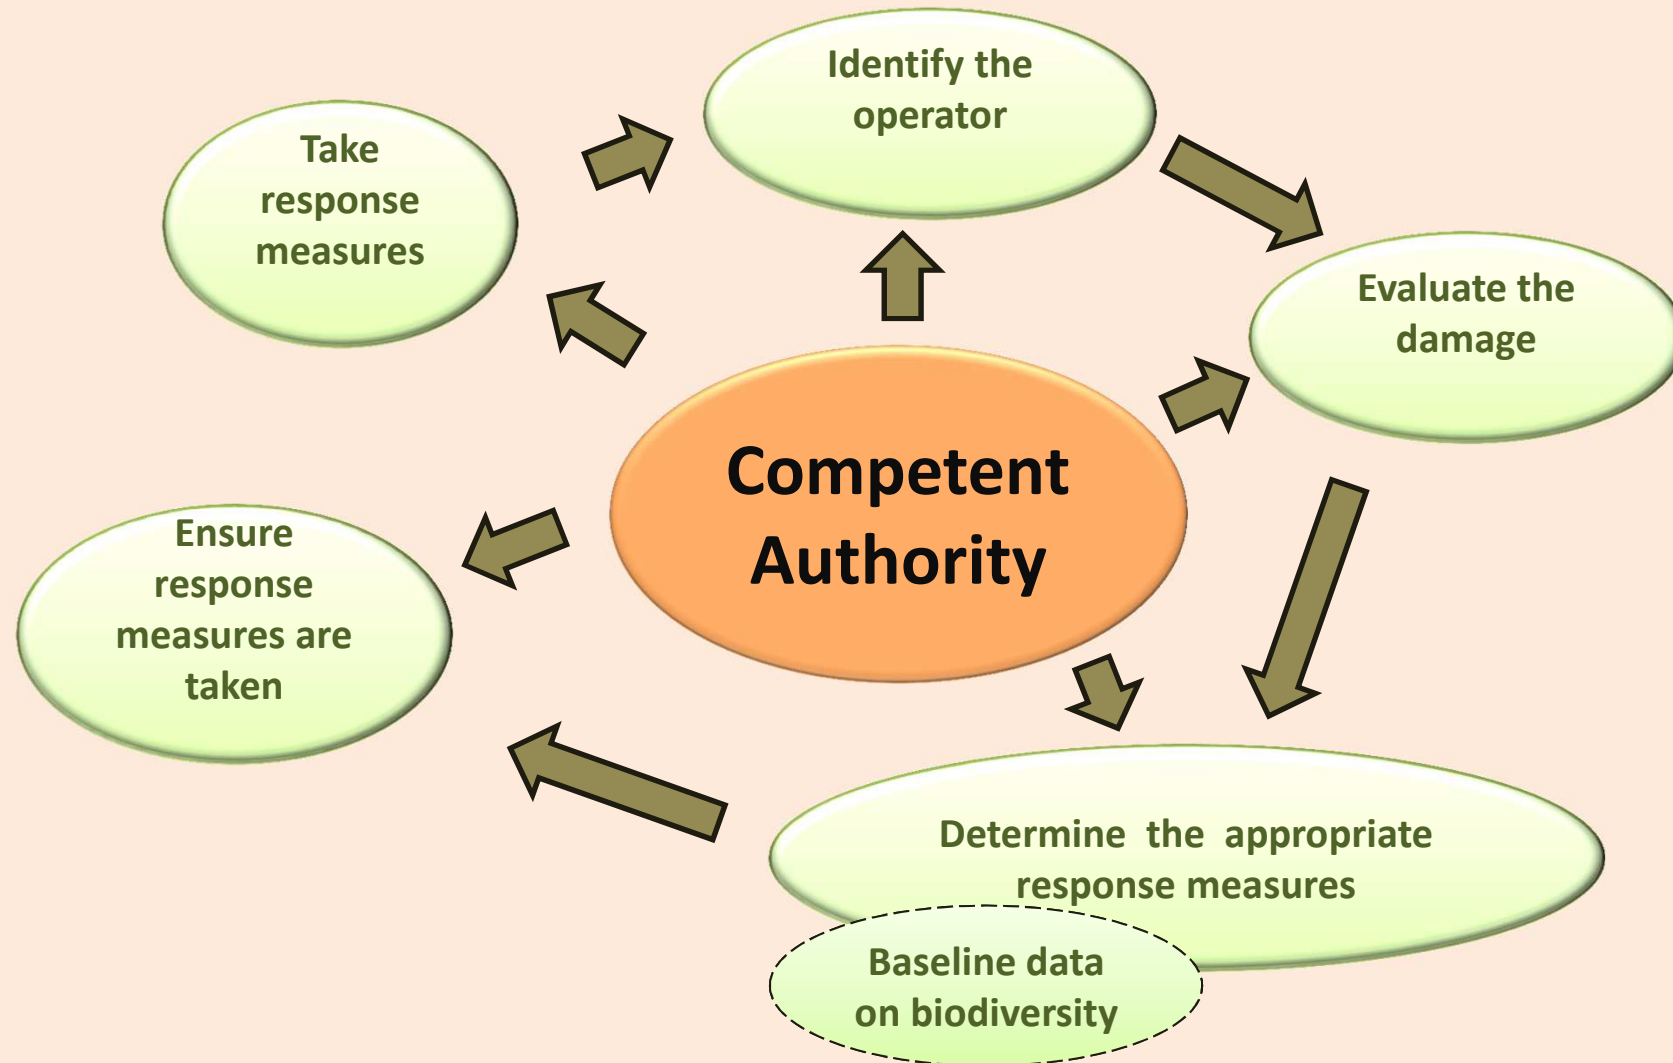 Identify the
operator
Take
response
measures
Evaluate the
damage
Competent
Authority
Ensure
response
measures are
taken
Determine the appropriate
response measures
Baseline data
on biodiversity